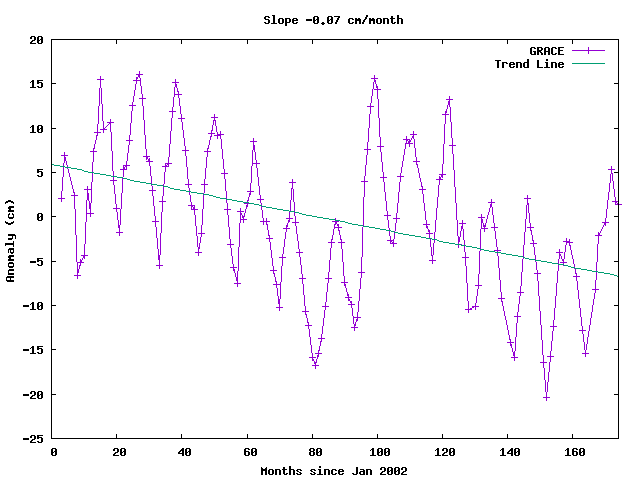 Slope -0.07 cm/month
GRACE
Trend Line
20
15
10
5
0
-5
-10
-15
-20
-25
Anomaly (cm)
0 20 40 60 80 100 120 140 160
Months since Jan 2002